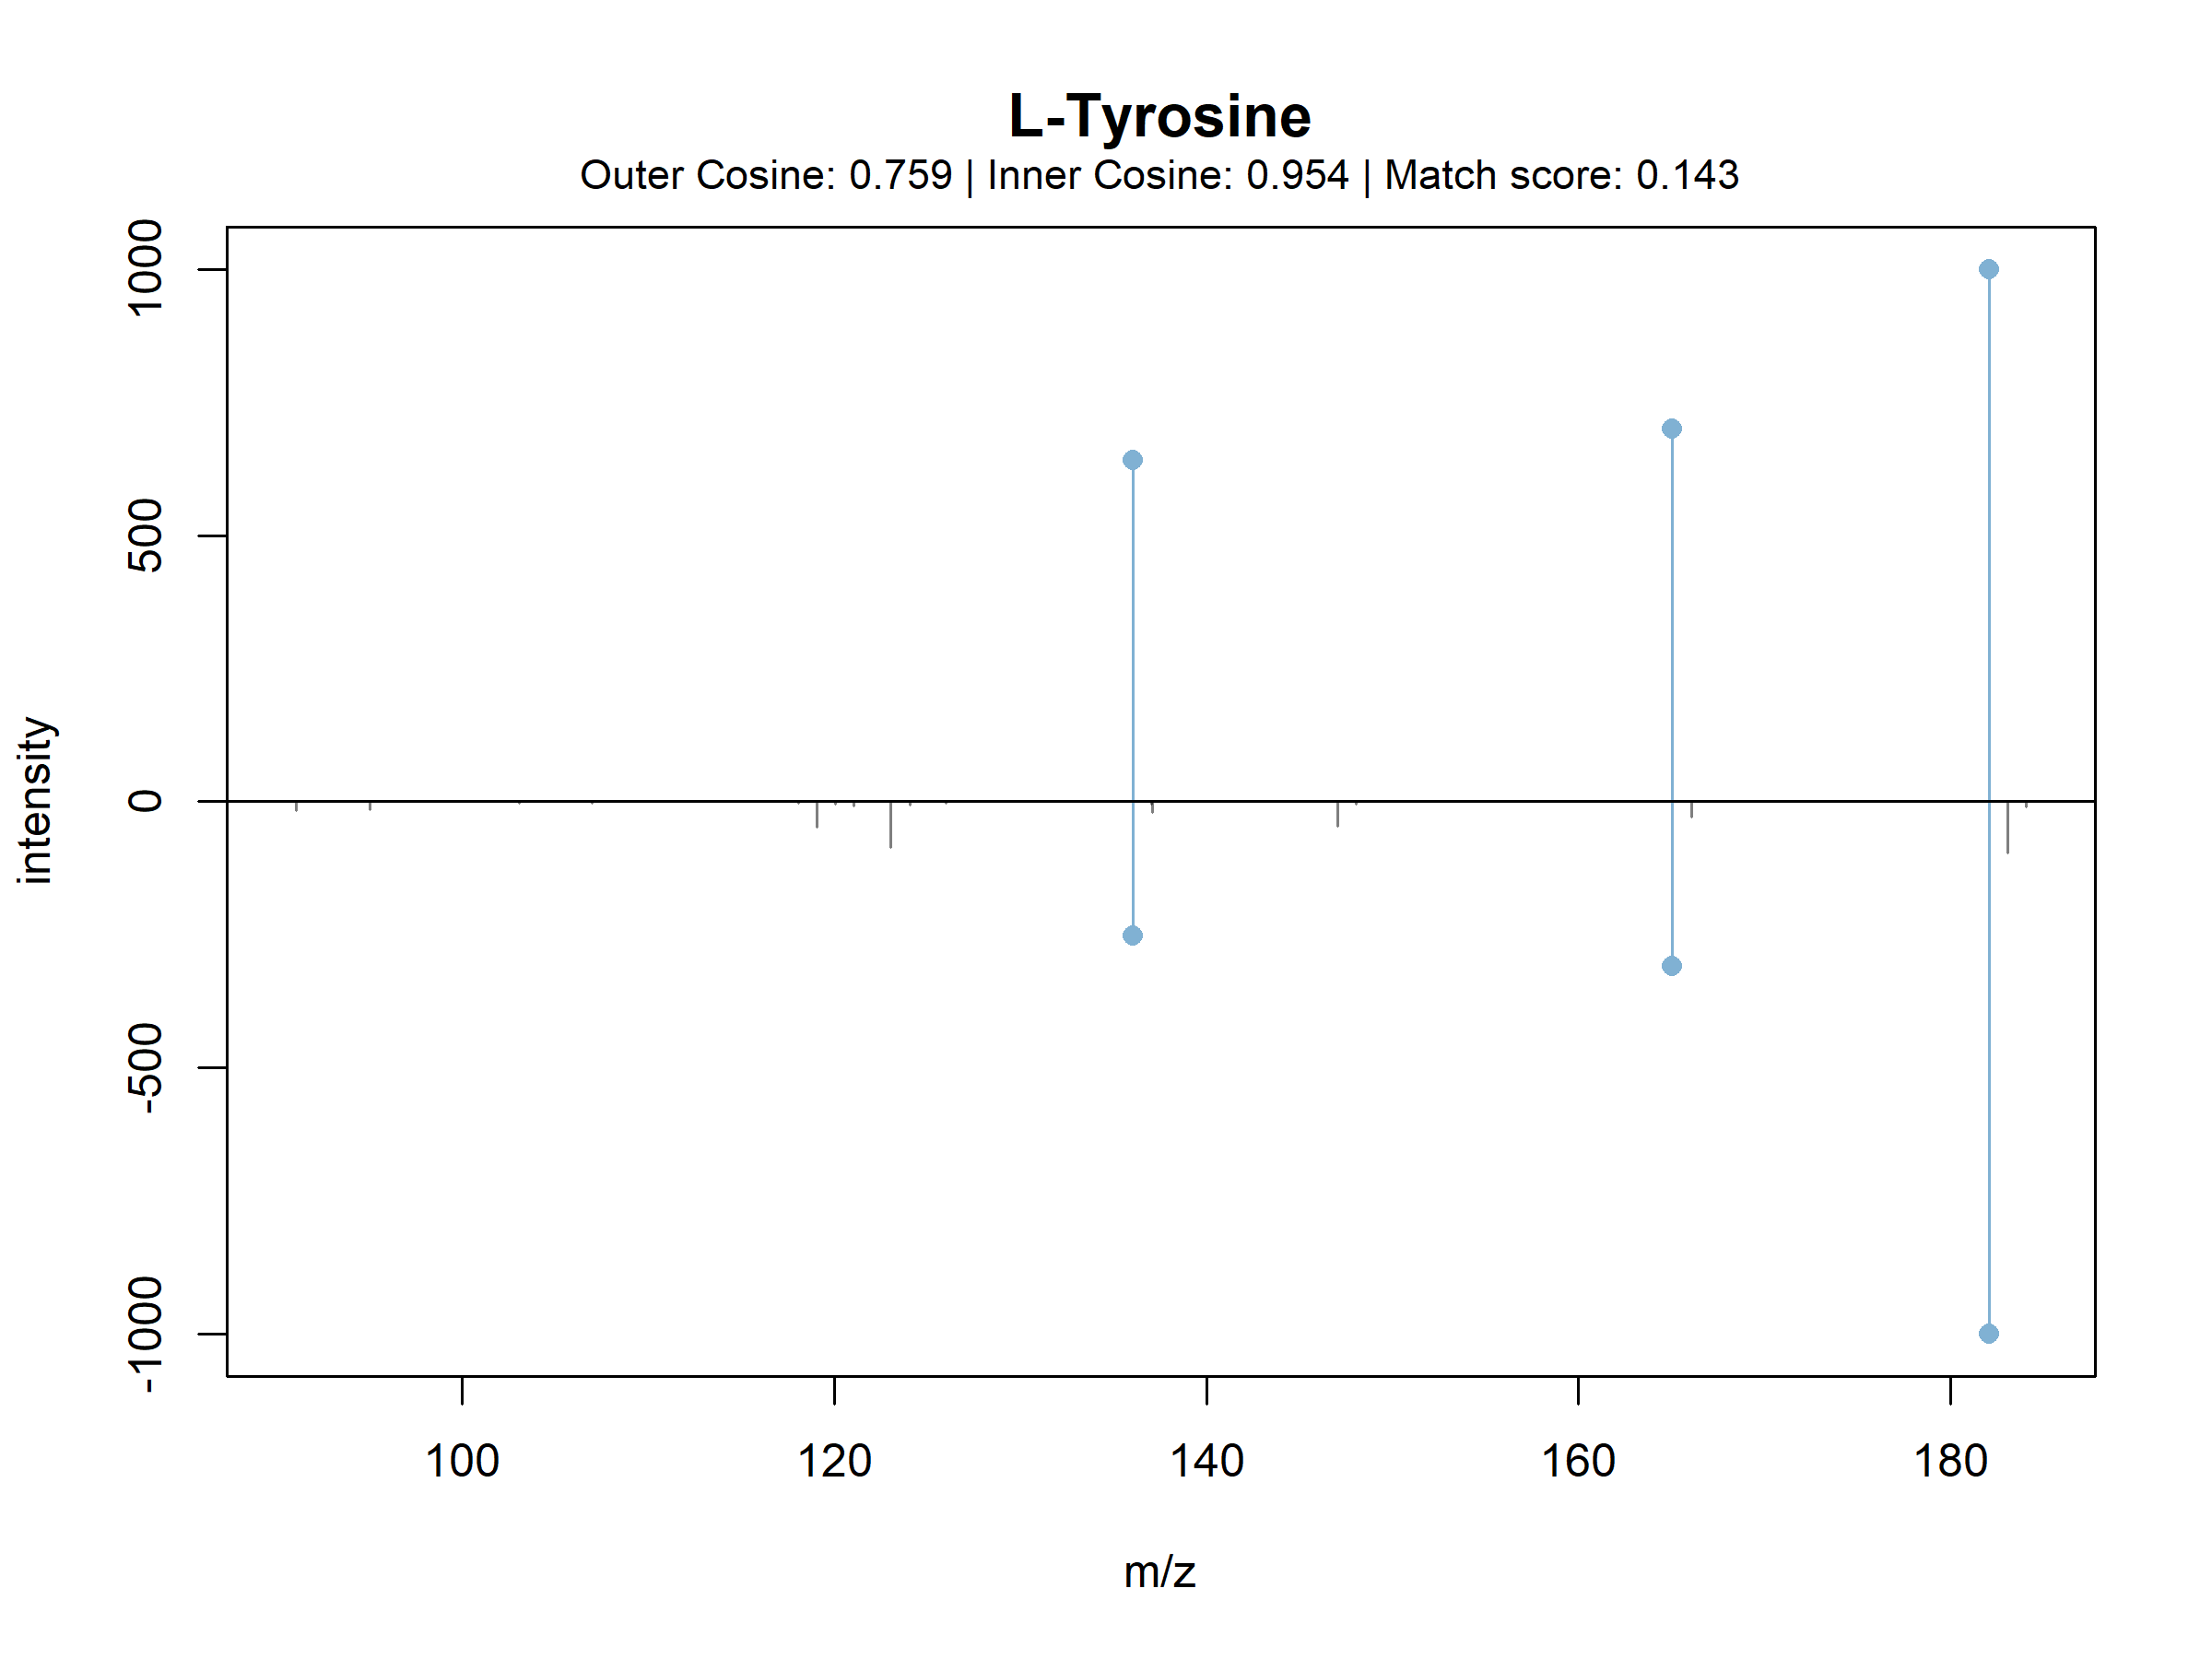 L-Tyrosine
Outer Cosine: 0.759 | Inner Cosine: 0.954 | Match score: 0.143
1000
500
0
-500
-1000
intensity
100 120 140 160 180
m/z